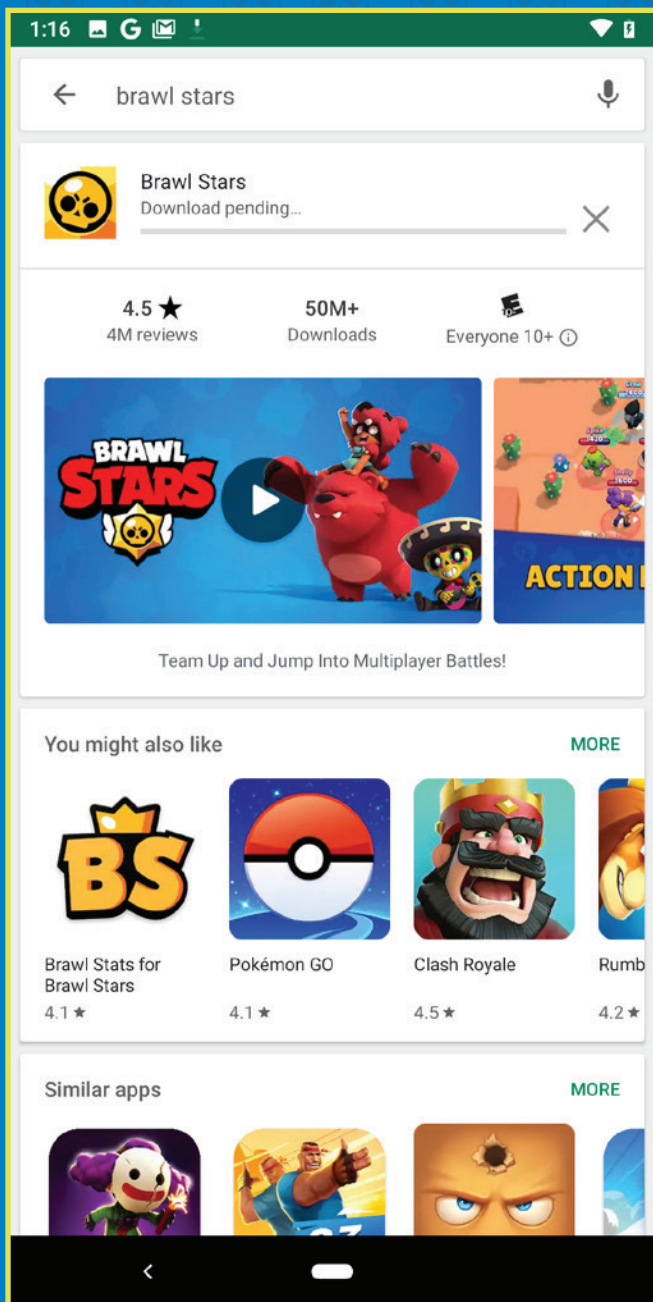 1:16
brawl stars
Brawl Stars
Download pending...
4.5 ★
50M+
4M reviews
Downloads
Everyone 10+
BRAWL
STARS
ACTION
Team Up and Jump Into Multiplayer Battles!
You might also like
MORE
BS
Brawl Stats for
Brawl Stars
Pokémon GO
Clash Royale
Rumb
4.1 ★
4.1 ★
4.5 ★
4.2 ★
Similar apps
MORE